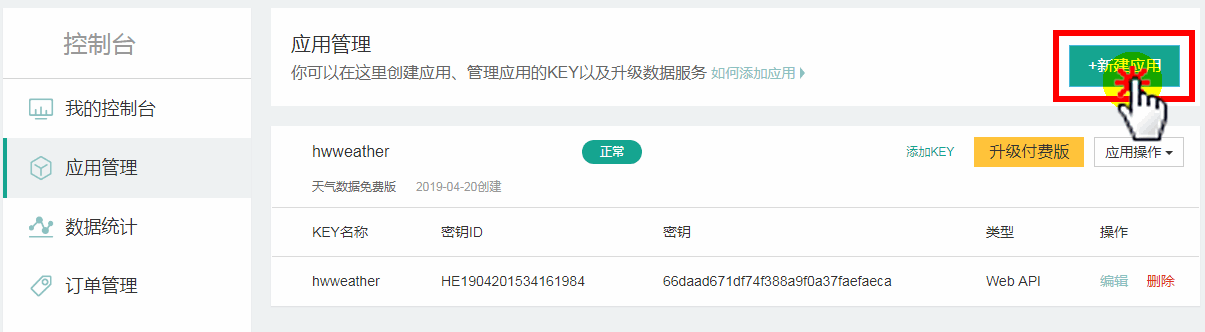 控制台
我的控制台
应用管理
数据统计
订单管理
应用管理
你可以在这里创建应用、管理应用的KEY以及升级数据服务 如何添加应用
+新建应用
hwweather 正常 添加KEY 升级付费版 应用操作
天气数据免费版 2019-04-20创建
KEY名称 密钥ID 密钥 类型 操作
hwweather HE1904201534161984 66daad671df74f388a9f0a37faefaeca Web API 编辑 删除